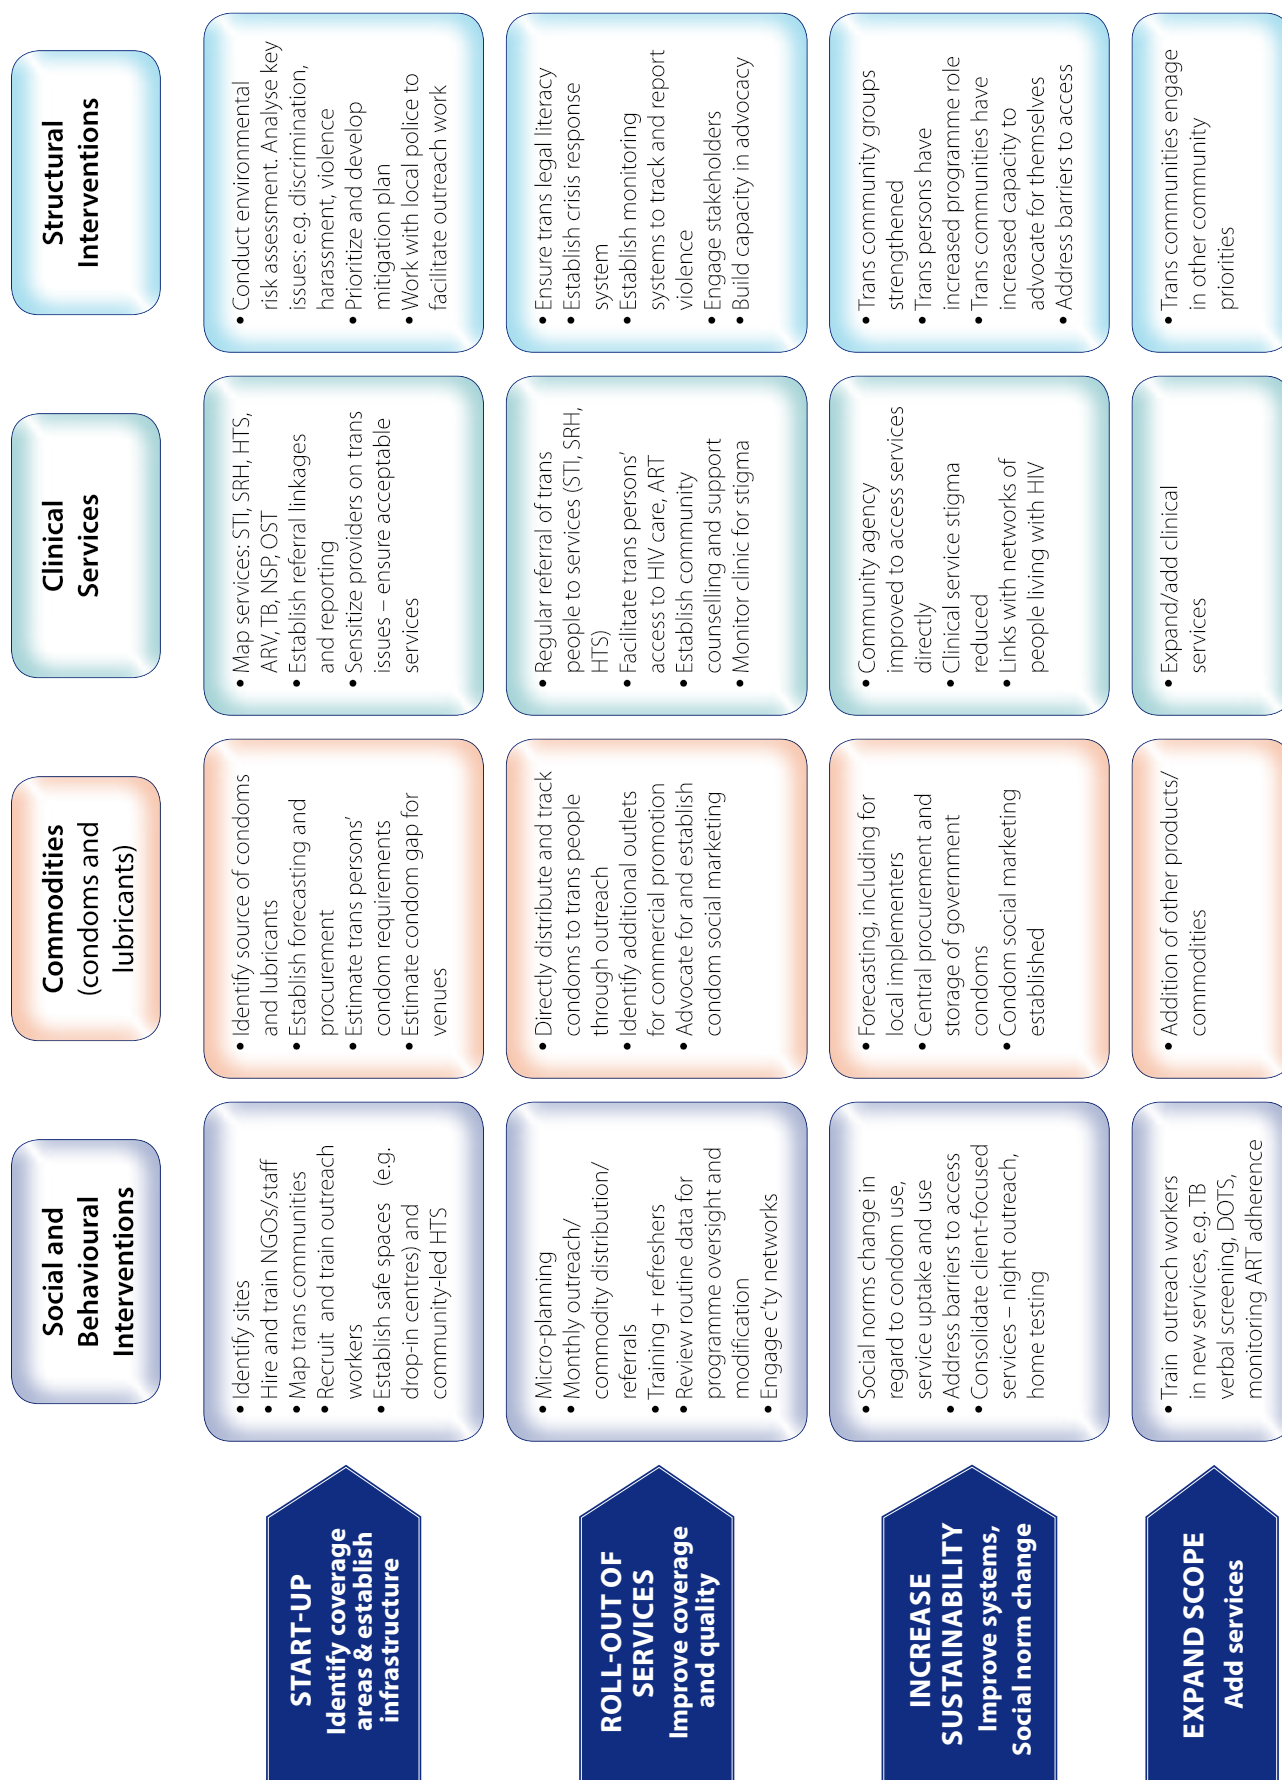 Social and
Behavioural
Interventions
Commodities
(condoms and
lubricants)
Clinical
Services
Structural
Interventions
START-UP
Identify coverage
areas & establish
infrastructure
• Identify sites
• Hire and train NGOs/staff
• Map trans communities
• Recruit and train outreach
workers
• Establish safe spaces (e.g.
drop-in centres) and
community-led HTS
• Identify source of condoms
and lubricants
• Establish forecasting and
procurement
• Estimate trans persons’
condom requirements
• Estimate condom gap for
venues
• Map services: STI, SRH, HTS,
ARV, TB, NSP, OST
• Establish referral linkages
and reporting
• Sensitize providers on trans
issues – ensure acceptable
services
• Conduct environmental
risk assessment. Analyse key
issues: e.g. discrimination,
harassment, violence
• Prioritize and develop
mitigation plan
• Work with local police to
facilitate outreach work
ROLL-OUT OF
SERVICES
Improve coverage
and quality
• Micro-planning
• Monthly outreach/
commodity distribution/
referrals
• Training + refreshers
• Review routine data for
programme oversight and
modification
• Engage c’ty networks
• Directly distribute and track
condoms to trans people
through outreach
• Identify additional outlets
for commercial promotion
• Advocate for and establish
condom social marketing
• Regular referral of trans
people to services (STI, SRH,
HTS)
• Facilitate trans persons’
access to HIV care, ART
• Establish community
counselling and support
• Monitor clinic for stigma
• Ensure trans legal literacy
• Establish crisis response
system
• Establish monitoring
systems to track and report
violence
• Engage stakeholders
• Build capacity in advocacy
INCREASE
SUSTAINABILITY
Improve systems,
Social norm change
• Social norms change in
regard to condom use,
service uptake and use
• Address barriers to access
• Consolidate client-focused
services – night outreach,
home testing
• Forecasting, including for
local implementers
• Central procurement and
storage of government
condoms
• Condom social marketing
established
• Community agency
improved to access services
directly
• Clinical service stigma
reduced
• Links with networks of
people living with HIV
• Trans community groups
strengthened
• Trans persons have
increased programme role
• Trans communities have
increased capacity to
advocate for themselves
• Address barriers to access
EXPAND SCOPE
Add services
• Train outreach workers
in new services, e.g. TB
verbal screening, DOTS,
monitoring ART adherence
• Addition of other products/
commodities
• Expand/add clinical
services
• Trans communities engage
in other community
priorities